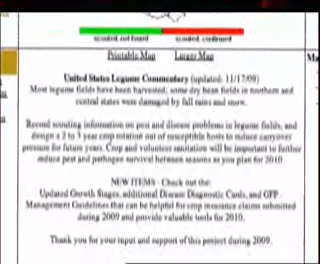 scouted, not found scouted, confirmed
Printable Map Larger Map
United States Legume Commentary (updated: 11/17/09)
Most legume fields have been harvested; some dry bean fields in northern and
central states were damaged by fall rains and snow.
Record scouting information on pest and disease problems in legume fields, and
design a 2 to 3 year crop rotation out of susceptible hosts to reduce carryover
pressure for future years. Crop and volunteer sanitation will be important to further
reduce pest and pathogen survival between seasons as you plan for 2010.
NEW ITEMS - Check out the:
Updated Growth Stages, additional Disease Diagnostic Cards, and GFP
Management Guidelines that can be helpful for crop insurance claims submitted
during 2009 and provide valuable tools for 2010.
Thank you for your input and support of this project during 2009.